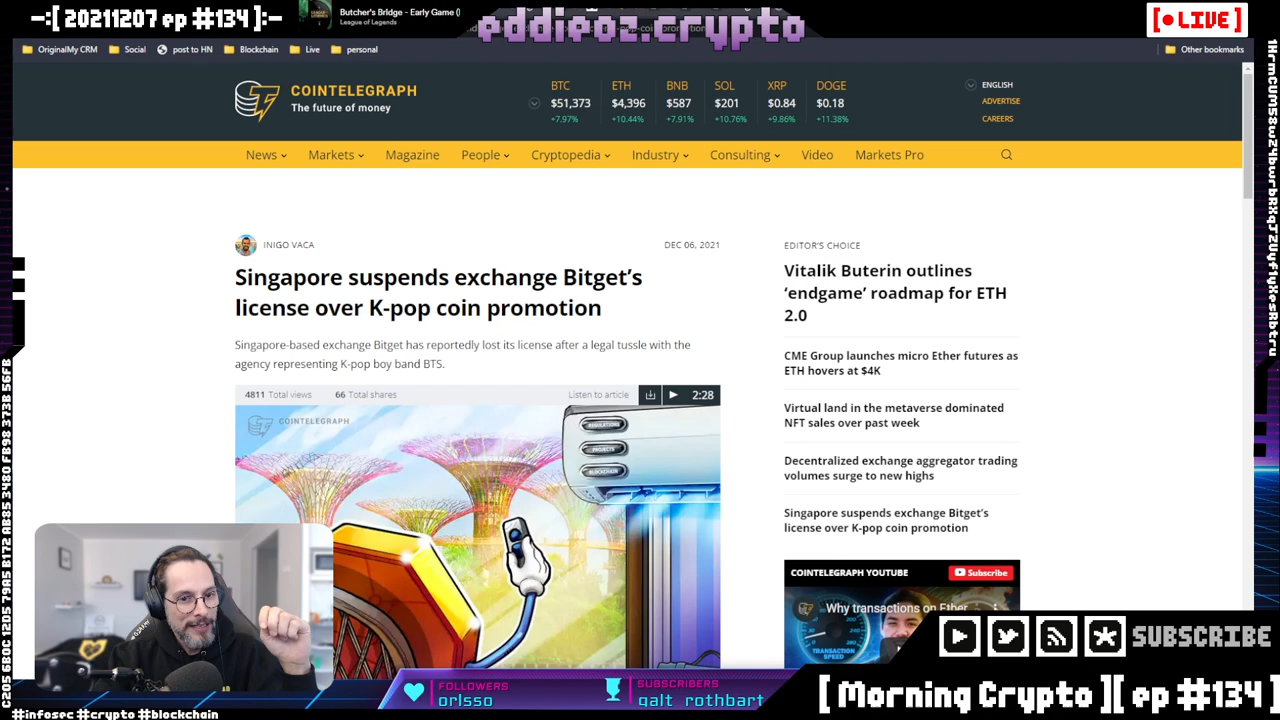 -:[ 20211207 ep #134 ]:-
Butcher's Bridge - Early Game (
League of Legends
eddieoz.crypto
[ LIVE ]
OriginalMy CRM
Social
post to HN
Blockchain
Live
personal
Other bookmarks
COINTELEGRAPH
The future of money
BTC ETH BNB SOL XRP DOGE
$51,373 $4,396 $587 $201 $0.84 $0.18
+7.97% +10.44% +7.91% +10.76% +9.86% +11.38%
ENGLISH
ADVERTISE
CAREERS
News Markets Magazine People Cryptopedia Industry Consulting Video Markets Pro
INIGO VACA
DEC 06, 2021
Singapore suspends exchange Bitget's
license over K-pop coin promotion
Singapore-based exchange Bitget has reportedly lost its license after a legal tussle with the
agency representing K-pop boy band BTS.
4811 Total views
66 Total shares
Listen to article
2:28
COINTELEGRAPH
REGULATIONS
PROJECTS
BLOCKCHAIN
EDITOR'S CHOICE
Vitalik Buterin outlines
'endgame' roadmap for ETH
2.0
CME Group launches micro Ether futures as
ETH hovers at $4K
Virtual land in the metaverse dominated
NFT sales over past week
Decentralized exchange aggregator trading
volumes surge to new highs
Singapore suspends exchange Bitget's
license over K-pop coin promotion
COINTELEGRAPH YOUTUBE
Subscribe
Why transactions on Ether
TRANSACTION
SPEED
SUBSCRIBE
FOLLOWERS
orlsso
SUBSCRIBERS
galt_rothbart
[ Morning Crypto ][ ep #134 ]
#infosec #crypto #blockchain